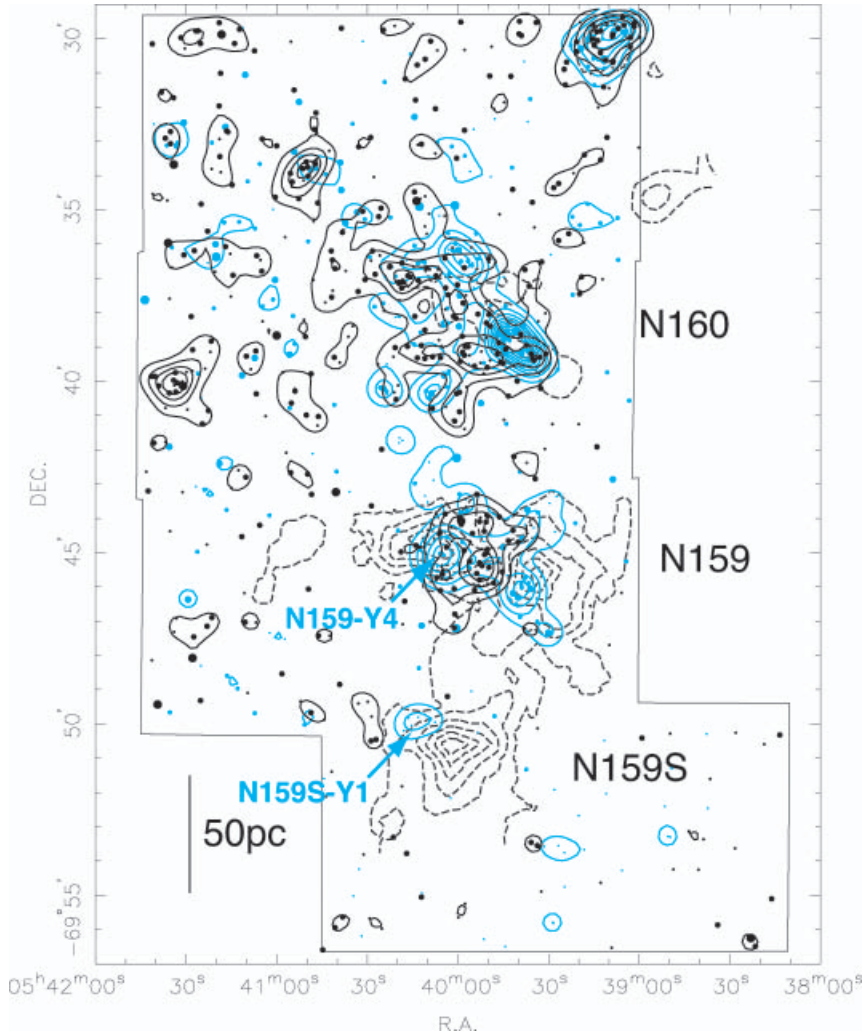 30′
35′
N160
40′
DEC.
45′
N159
N159-Y4
50′
N159S
N159S-Y1
50pc
−69°55′
05ʰ42ᵐ00ˢ 30ˢ 41ᵐ00ˢ 30ˢ 40ᵐ00ˢ 30ˢ 39ᵐ00ˢ 30ˢ 38ᵐ00ˢ
R.A.